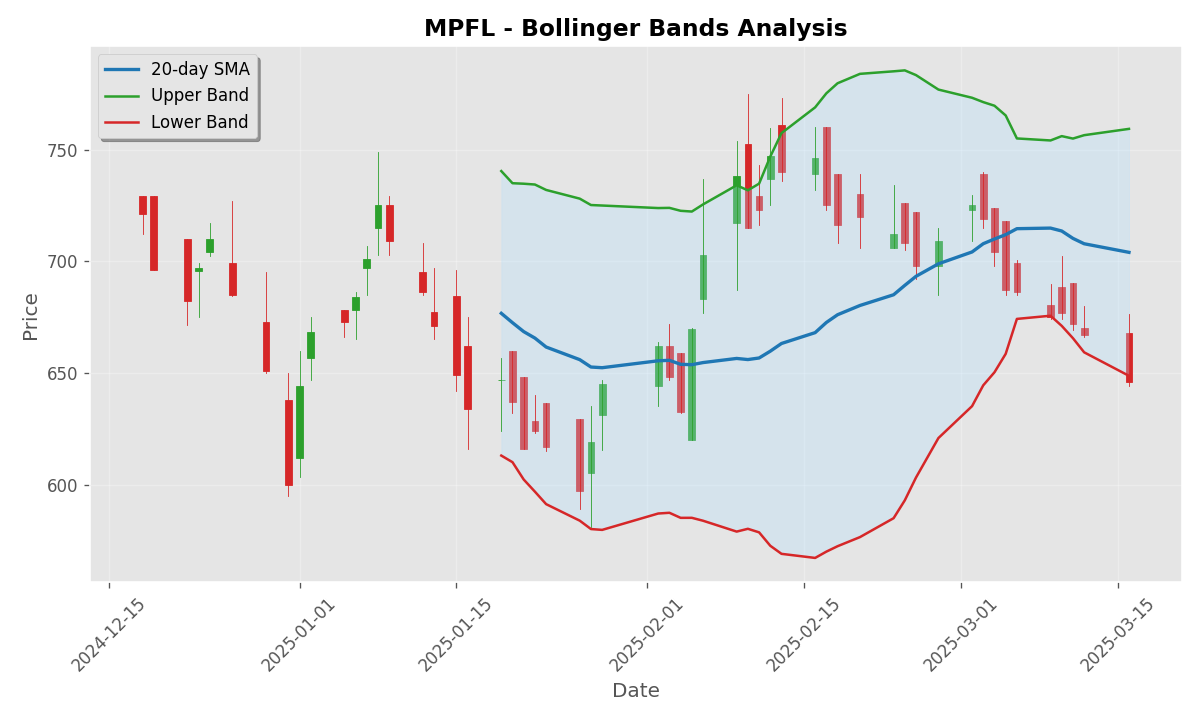 MPFL - Bollinger Bands Analysis
20-day SMA
Upper Band
Lower Band
Price
750
700
650
600
2024-12-15
2025-01-01
2025-01-15
2025-02-01
2025-02-15
2025-03-01
2025-03-15
Date